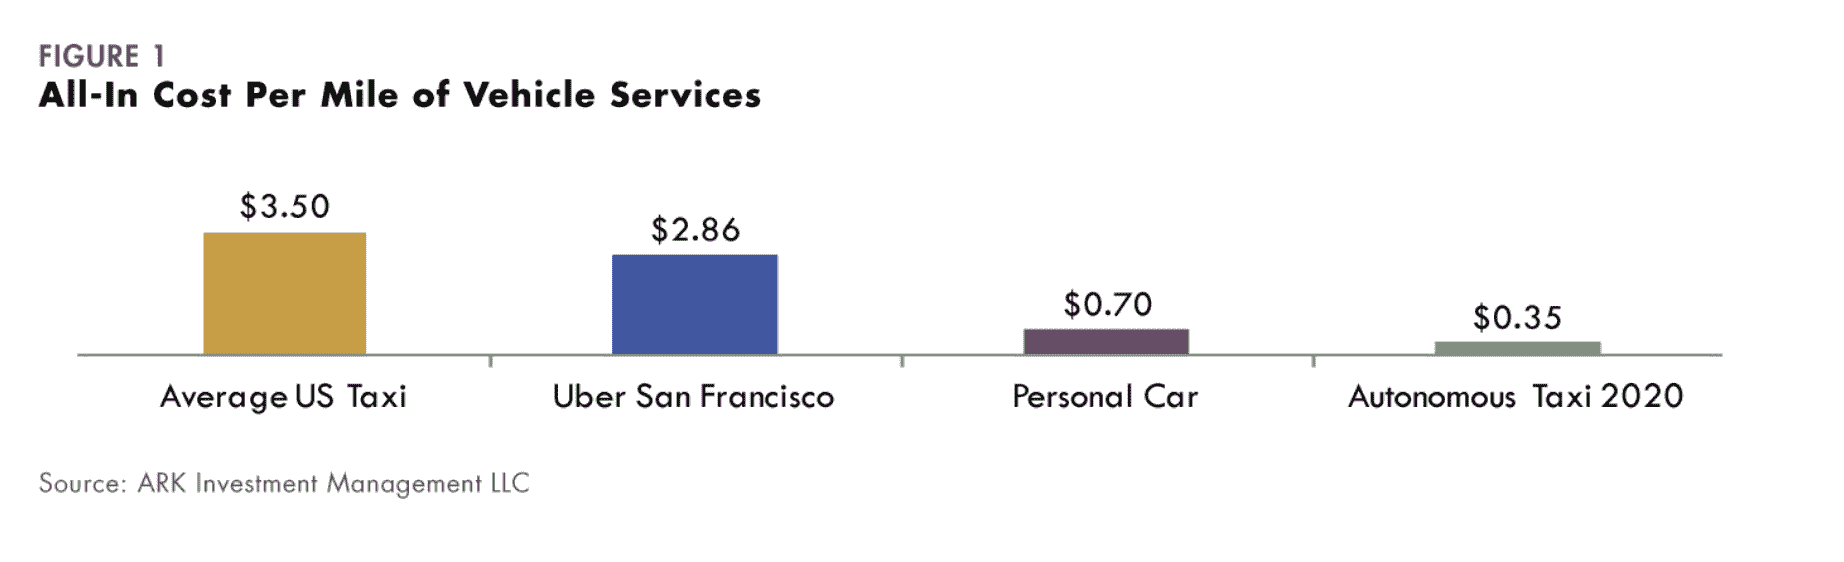 FIGURE 1
All-In Cost Per Mile of Vehicle Services
$3.50
$2.86
$0.70
$0.35
Average US Taxi
Uber San Francisco
Personal Car
Autonomous Taxi 2020
Source: ARK Investment Management LLC